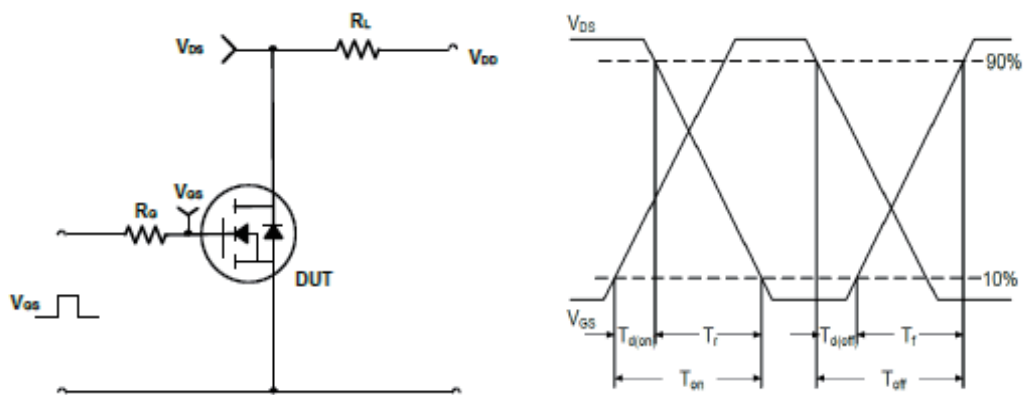 RL
VDS
VDD
VGS
RG
DUT
VGS
VDS
90%
10%
VGS
Td(on)
Tr
Td(off)
Tf
Ton
Toff